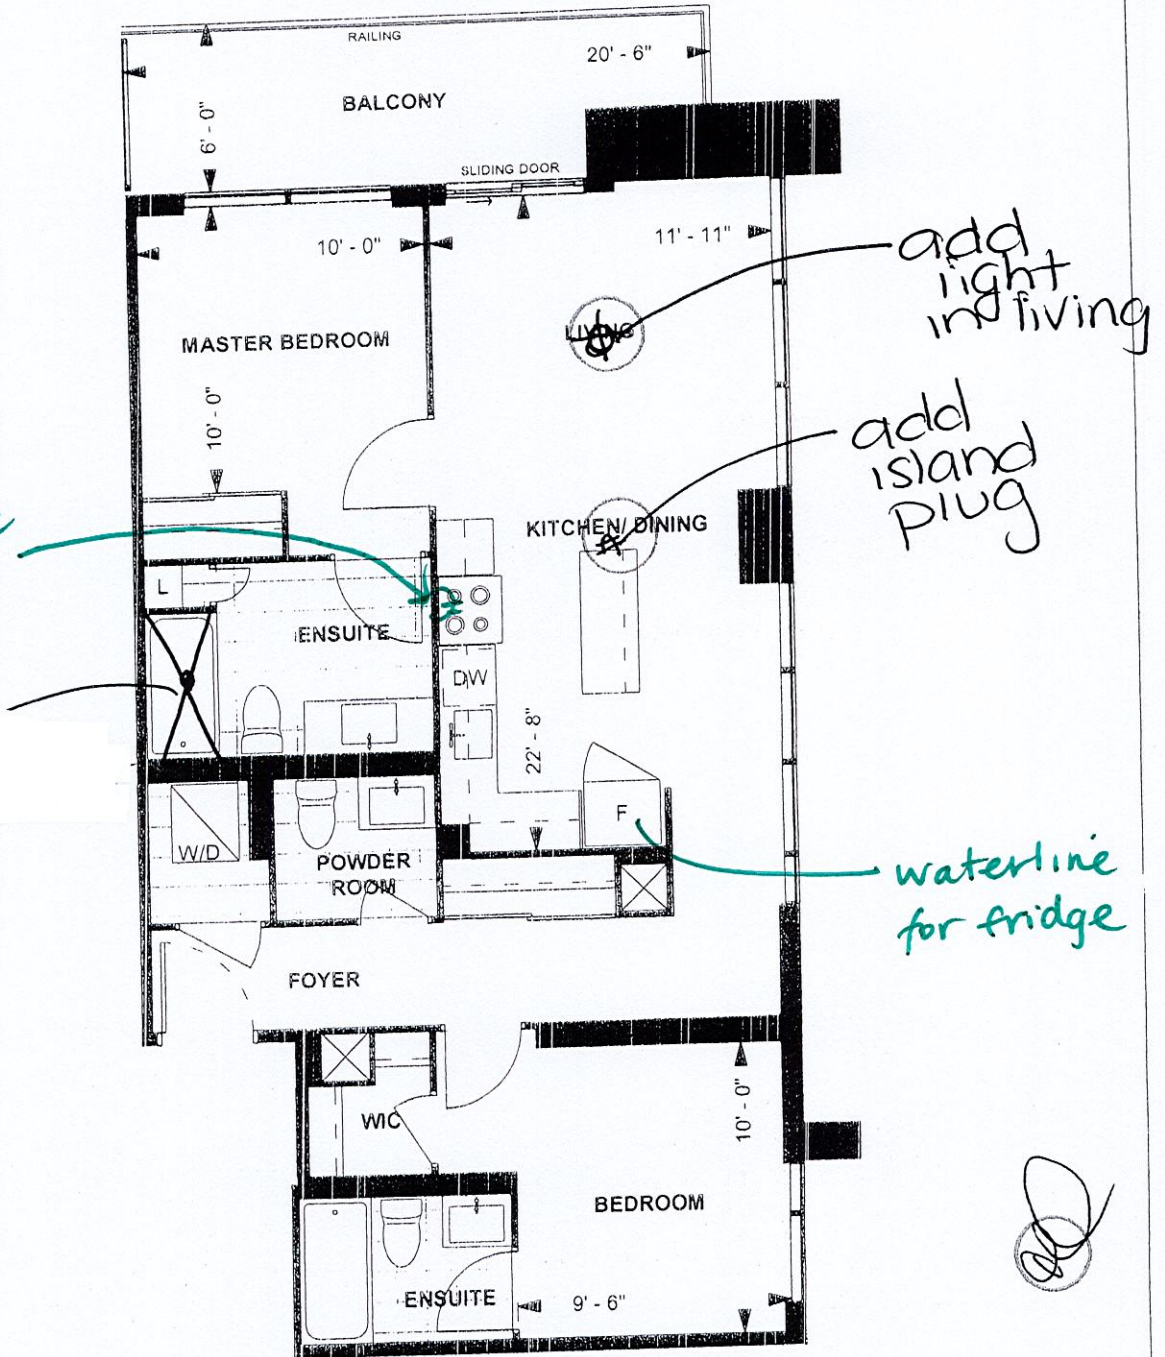 RAILING
20' - 6"
BALCONY
6' - 0"
SLIDING DOOR
10' - 0"
11' - 11"
add
light
in living
MASTER BEDROOM
LIVING
10' - 0"
add
island
plug
KITCHEN/ DINING
L
ENSUITE
DW
22' - 8"
F
W/D
POWDER
ROOM
waterline
for fridge
FOYER
WIC
10' - 0"
BEDROOM
ENSUITE
9' - 6"